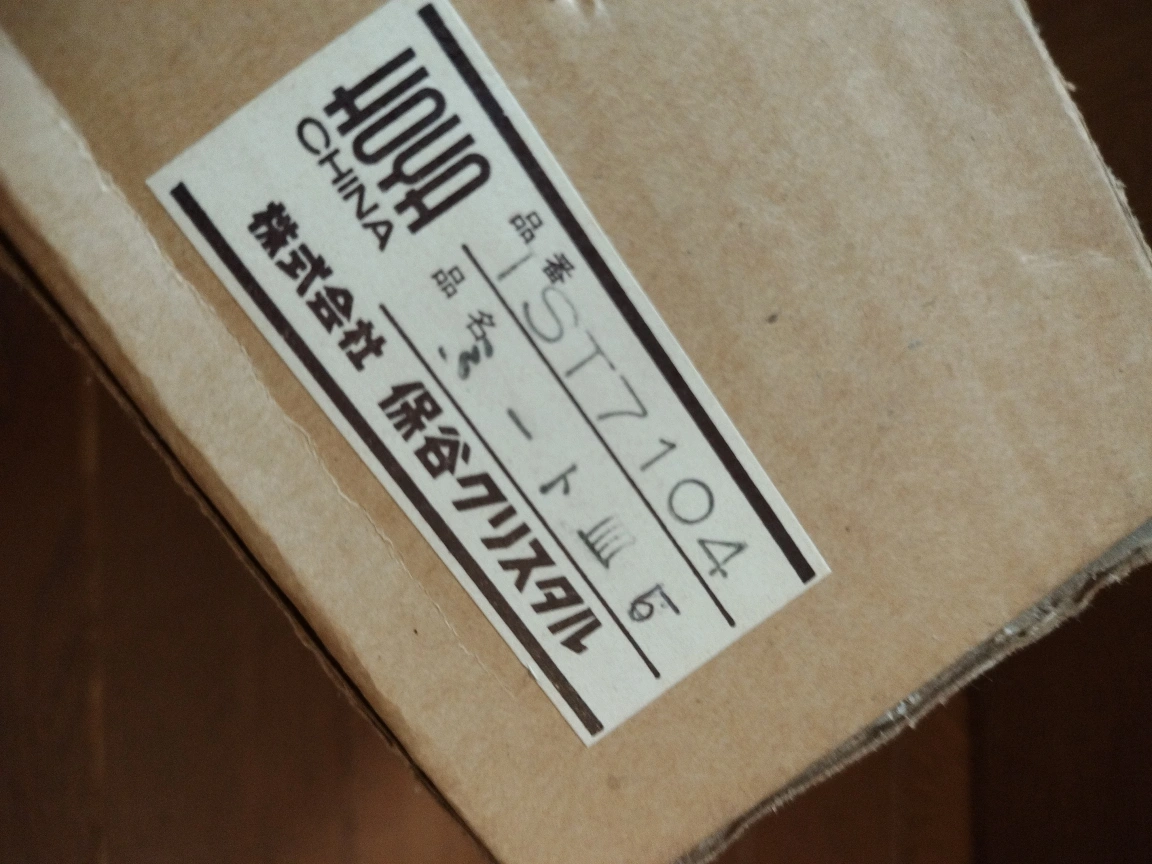 HOYA
CHINA
品番 IST7104
品名 ミート皿 5
株式会社 保谷クリスタル